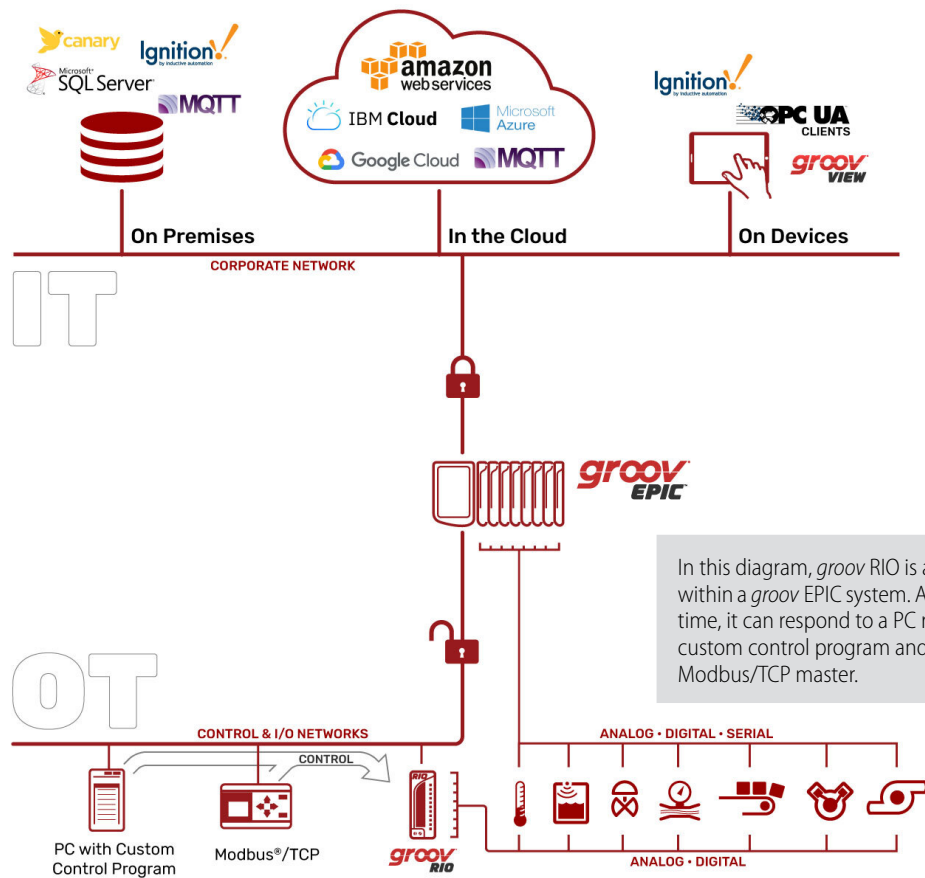 canary
Ignition!
by inductive automation
Microsoft®
SQL Server®
MQTT
amazon
webservices
IBM Cloud
Microsoft
Azure
Google Cloud
MQTT
Ignition!
by inductive automation
OPC UA
CLIENTS
groov
VIEW
On Premises
In the Cloud
On Devices
CORPORATE NETWORK
IT
groov
EPIC™
In this diagram, groov RIO is a
within a groov EPIC system. A
time, it can respond to a PC r
custom control program and
Modbus/TCP master.
OT
CONTROL & I/O NETWORKS
CONTROL
ANALOG • DIGITAL • SERIAL
RIO
PC with Custom
Control Program
Modbus®/TCP
groov
RIO
ANALOG • DIGITAL